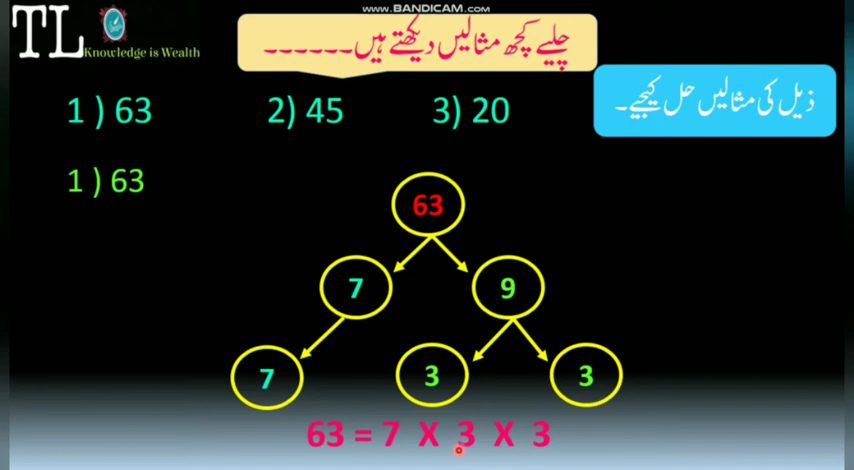 www.BANDICAM.com
TL
Knowledge is Wealth
چلیے کچھ مثالیں دیکھتے ہیں ـ ـ ـ ـ ـ ـ
ذیل کی مثالیں حل کیجیے۔
1 ) 63 2) 45 3) 20
1 ) 63
63
7 9
7 3 3
63 = 7 X 3 X 3